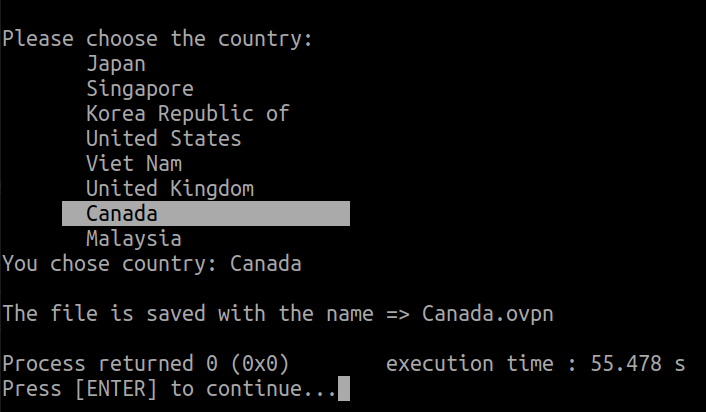 Please choose the country:
Japan
Singapore
Korea Republic of
United States
Viet Nam
United Kingdom
Canada
Malaysia
You chose country: Canada
The file is saved with the name => Canada.ovpn
Process returned 0 (0x0) execution time : 55.478 s
Press [ENTER] to continue...